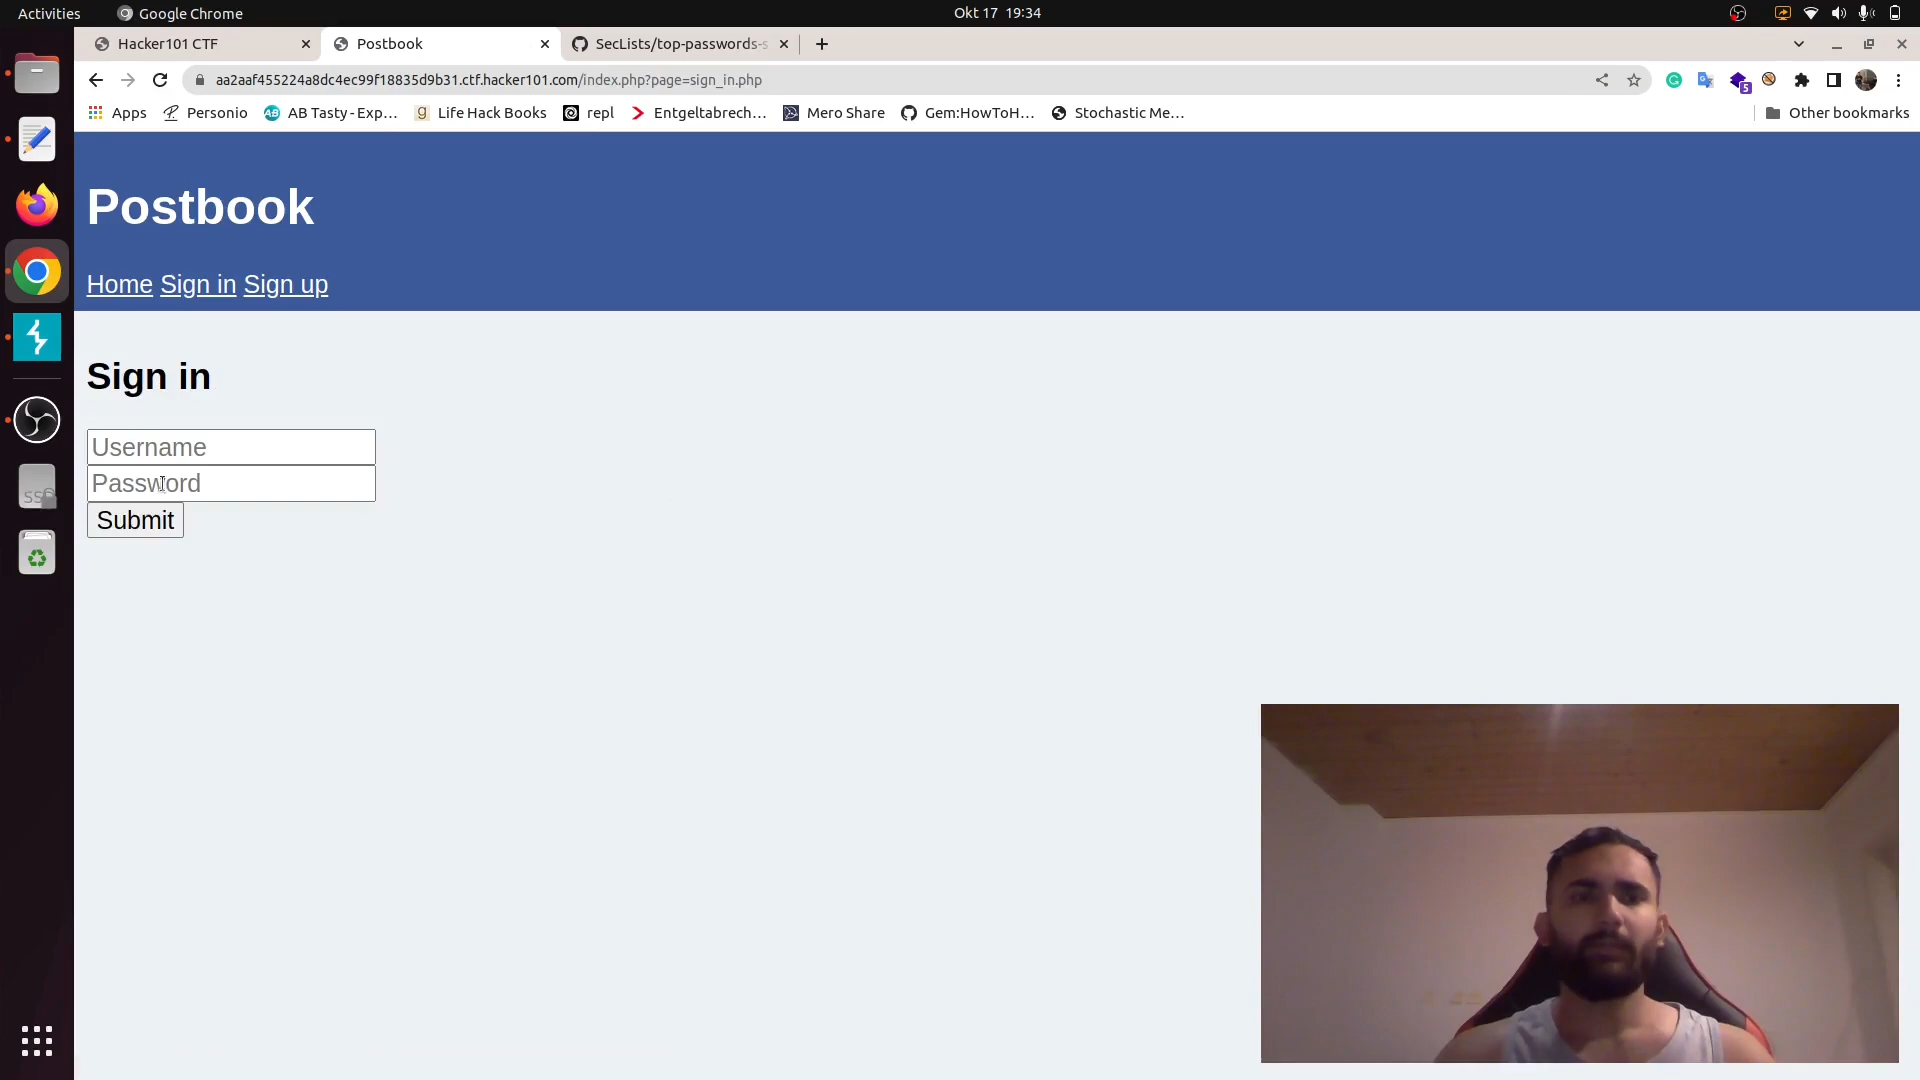 Activities Google Chrome Okt 17 19:34
Hacker101 CTF Postbook SecLists/top-passwords-s
aa2aaf455224a8dc4ec99f18835d9b31.ctf.hacker101.com/index.php?page=sign_in.php
5
Apps Personio AB Tasty - Exp... Life Hack Books repl Entgeltabrech... Mero Share Gem:HowToH... Stochastic Me... Other bookmarks
Postbook
Home Sign in Sign up
Sign in
Username
Password
Submit